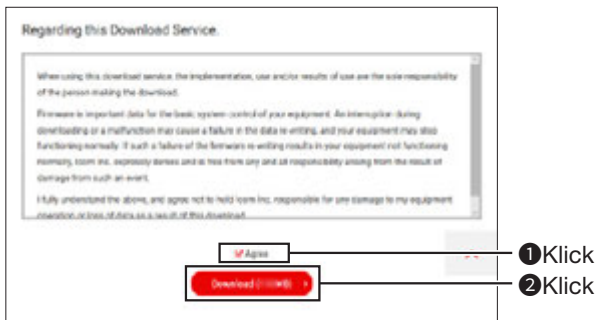 Regarding this Download Service.
When using this download service, the implementation, use and/or results of use are the sole responsibility
of the person making the download.
Firmware is important data for the basic system control of your equipment. An interruption during
downloading or a malfunction may cause a failure in the data re-writing, and your equipment may stop
functioning normally. If such a failure of the firmware re-writing results in your equipment not functioning
normally, Icom Inc. expressly denies and is free from any and all responsibility arising from the result of
damage from such an event.
I fully understand the above, and agree not to hold Icom Inc. responsible for any damage to my equipment
operation or loss of data as a result of this download.
Agree
❶Klick
Download ( MB)
❷Klick